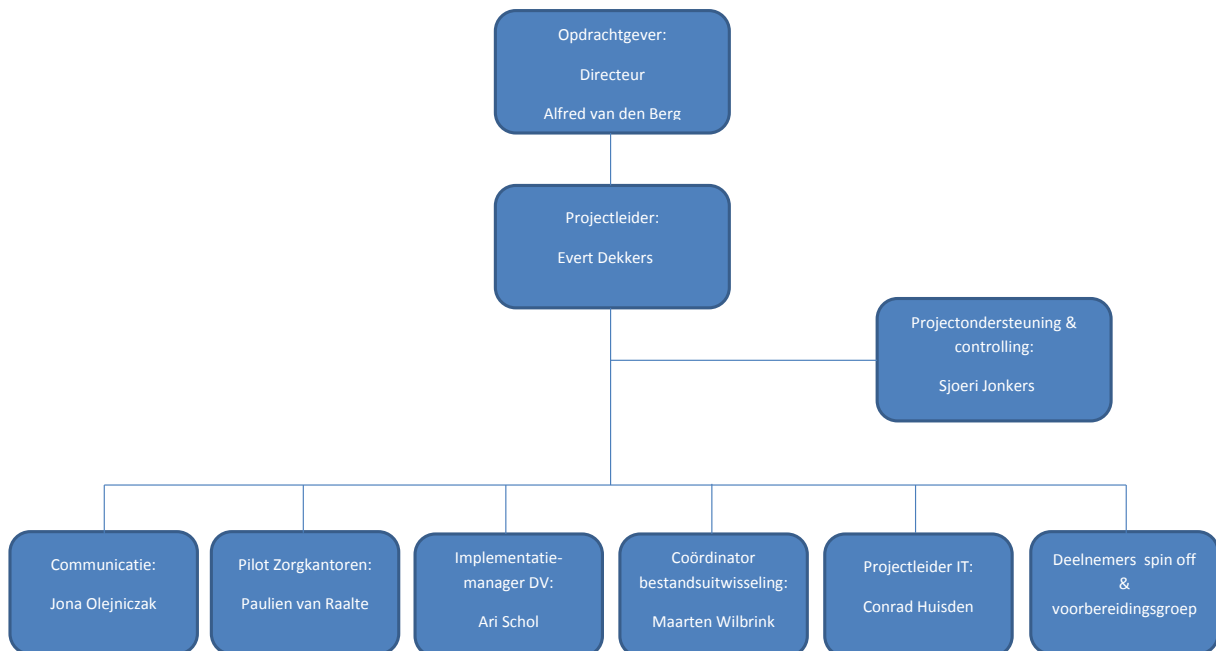 Opdrachtgever:
Directeur
Alfred van den Berg
Projectleider:
Evert Dekkers
Projectondersteuning &
controlling:
Sjoeri Jonkers
Communicatie:
Jona Olejniczak
Pilot Zorgkantoren:
Paulien van Raalte
Implementatie-
manager DV:
Ari Schol
Coördinator
bestandsuitwisseling:
Maarten Wilbrink
Projectleider IT:
Conrad Huisden
Deelnemers spin off
&
voorbereidingsgroep